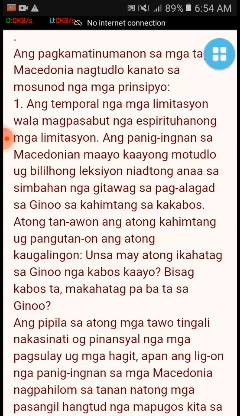 0:0KB/s U:0KB/s No internet connection 89% 6:54 AM
.
Ang pagkamatinumanon sa mga ta
Macedonia nagtudlo kanato sa
mosunod nga mga prinsipyo:
1. Ang temporal nga mga limitasyon
wala magpasabut nga espirituhanong
mga limitasyon. Ang panig-ingnan sa
Macedonian maayo kaayong motudlo
ug bililhong leksiyon niadtong anaa sa
simbahan nga gitawag sa pag-alagad
sa Ginoo sa kahimtang sa kakabos.
Atong tan-awon ang atong kahimtang
ug pangutan-on ang atong
kaugalingon: Unsa may atong ikahatag
sa Ginoo nga kabos kaayo? Bisag
kabos ta, makahatag pa ba ta sa
Ginoo?
Ang pipila sa atong mga tawo tingali
nakasinati og pinansyal nga mga
pagsulay ug mga hagit, apan ang lig-on
nga panig-ingnan sa mga Macedonia
nagpahilom sa tanan natong mga
pasangil hangtud nga mapugos kita sa